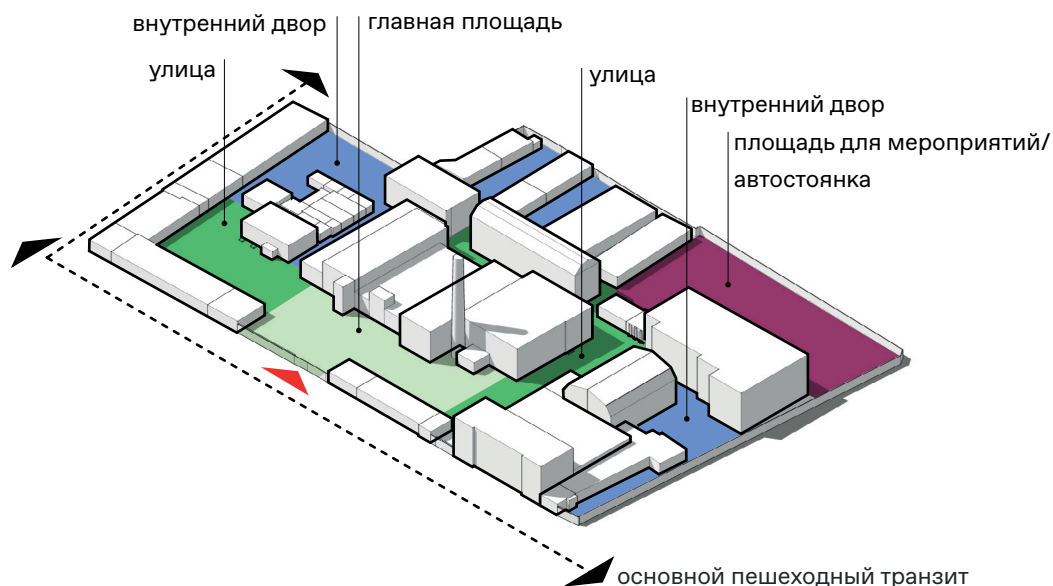 внутренний двор
главная площадь
улица
улица
внутренний двор
площадь для мероприятий/
автостоянка
основной пешеходный транзит